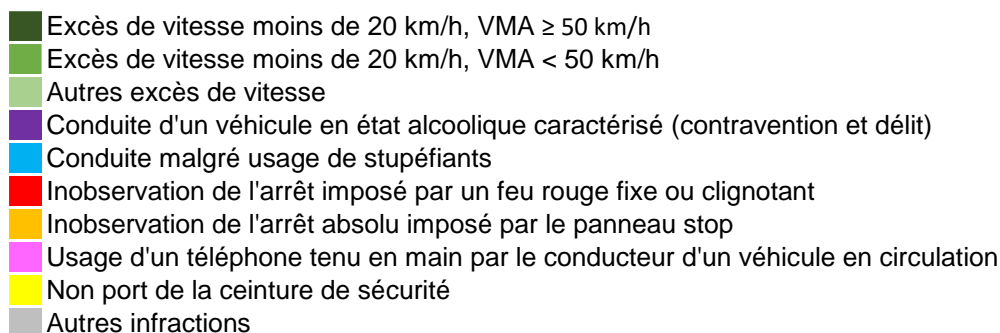 Excès de vitesse moins de 20 km/h, VMA ≥ 50 km/h
Excès de vitesse moins de 20 km/h, VMA < 50 km/h
Autres excès de vitesse
Conduite d'un véhicule en état alcoolique caractérisé (contravention et délit)
Conduite malgré usage de stupéfiants
Inobservation de l'arrêt imposé par un feu rouge fixe ou clignotant
Inobservation de l'arrêt absolu imposé par le panneau stop
Usage d'un téléphone tenu en main par le conducteur d'un véhicule en circulation
Non port de la ceinture de sécurité
Autres infractions